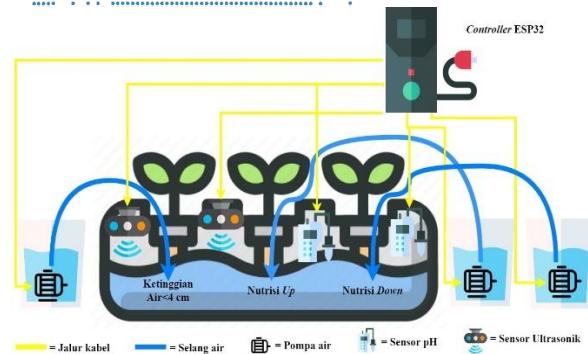 Controller ESP32
Ketinggian
Air<4 cm
Nutrisi Up
Nutrisi Down
= Jalur kabel
= Selang air
= Pompa air
= Sensor pH
= Sensor Ultrasonik